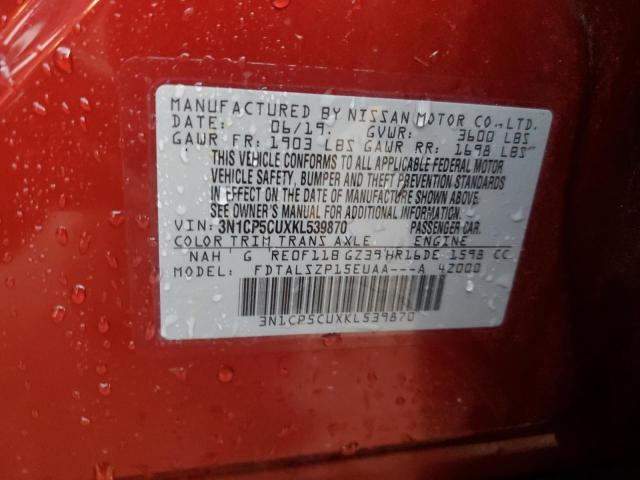 MANUFACTURED BY NISSAN MOTOR CO.,LTD.
DATE: 06/19. GVWR: 3600 LBS
GAWR FR: 1903 LBS GAWR RR: 1698 LBS
THIS VEHICLE CONFORMS TO ALL APPLICABLE FEDERAL MOTOR
VEHICLE SAFETY, BUMPER AND THEFT PREVENTION STANDARDS
IN EFFECT ON THE DATE OF MANUFACTURE SHOWN ABOVE.
SEE OWNER'S MANUAL FOR ADDITIONAL INFORMATION.
VIN: 3N1CP5CUXKL539870 PASSENGER CAR.
COLOR TRIM TRANS AXLE ENGINE
NAH G RE0F11B GZ39 HR16DE 1598 CC
MODEL: FDTALSZP15EUAA---A 42000
3N1CP5CUXKL539870